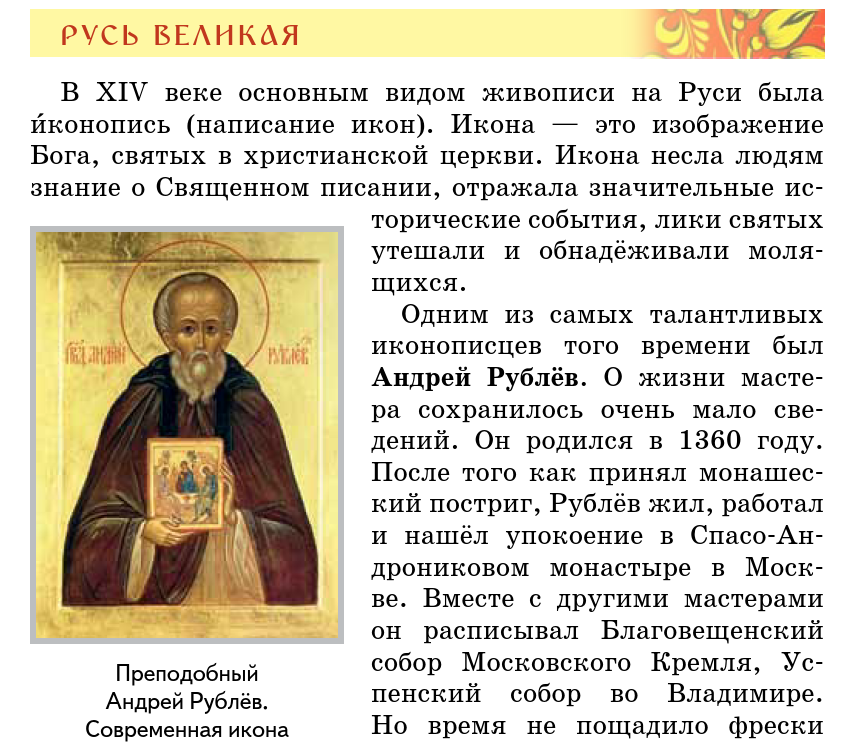 РУСЬ ВЕЛИКАЯ
В XIV веке основным видом живописи на Руси была
и́конопись (написание икон). Икона — это изображение
Бога, святых в христианской церкви. Икона несла людям
знание о Священном писании, отражала значительные ис-
торические события, лики святых
утешали и обнадёживали моля-
щихся.
Одним из самых талантливых
иконописцев того времени был
Андрей Рублёв. О жизни масте-
ра сохранилось очень мало све-
дений. Он родился в 1360 году.
После того как принял монашес-
кий постриг, Рублёв жил, работал
и нашёл упокоение в Спасо-Ан-
дрониковом монастыре в Моск-
ве. Вместе с другими мастерами
он расписывал Благовещенский
собор Московского Кремля, Ус-
пенский собор во Владимире.
Но время не пощадило фрески
Преподобный
Андрей Рублёв.
Современная икона